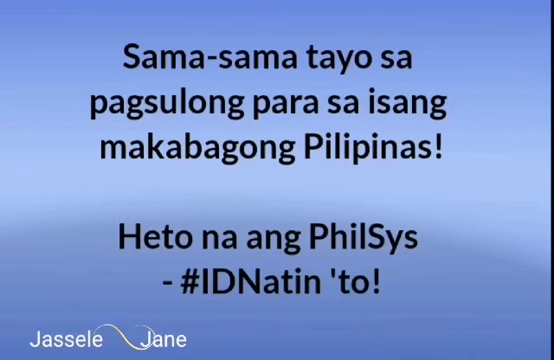 Sama-sama tayo sa
pagsulong para sa isang
makabagong Pilipinas!
Heto na ang PhilSys
- #IDNatin 'to!
Jassele Jane